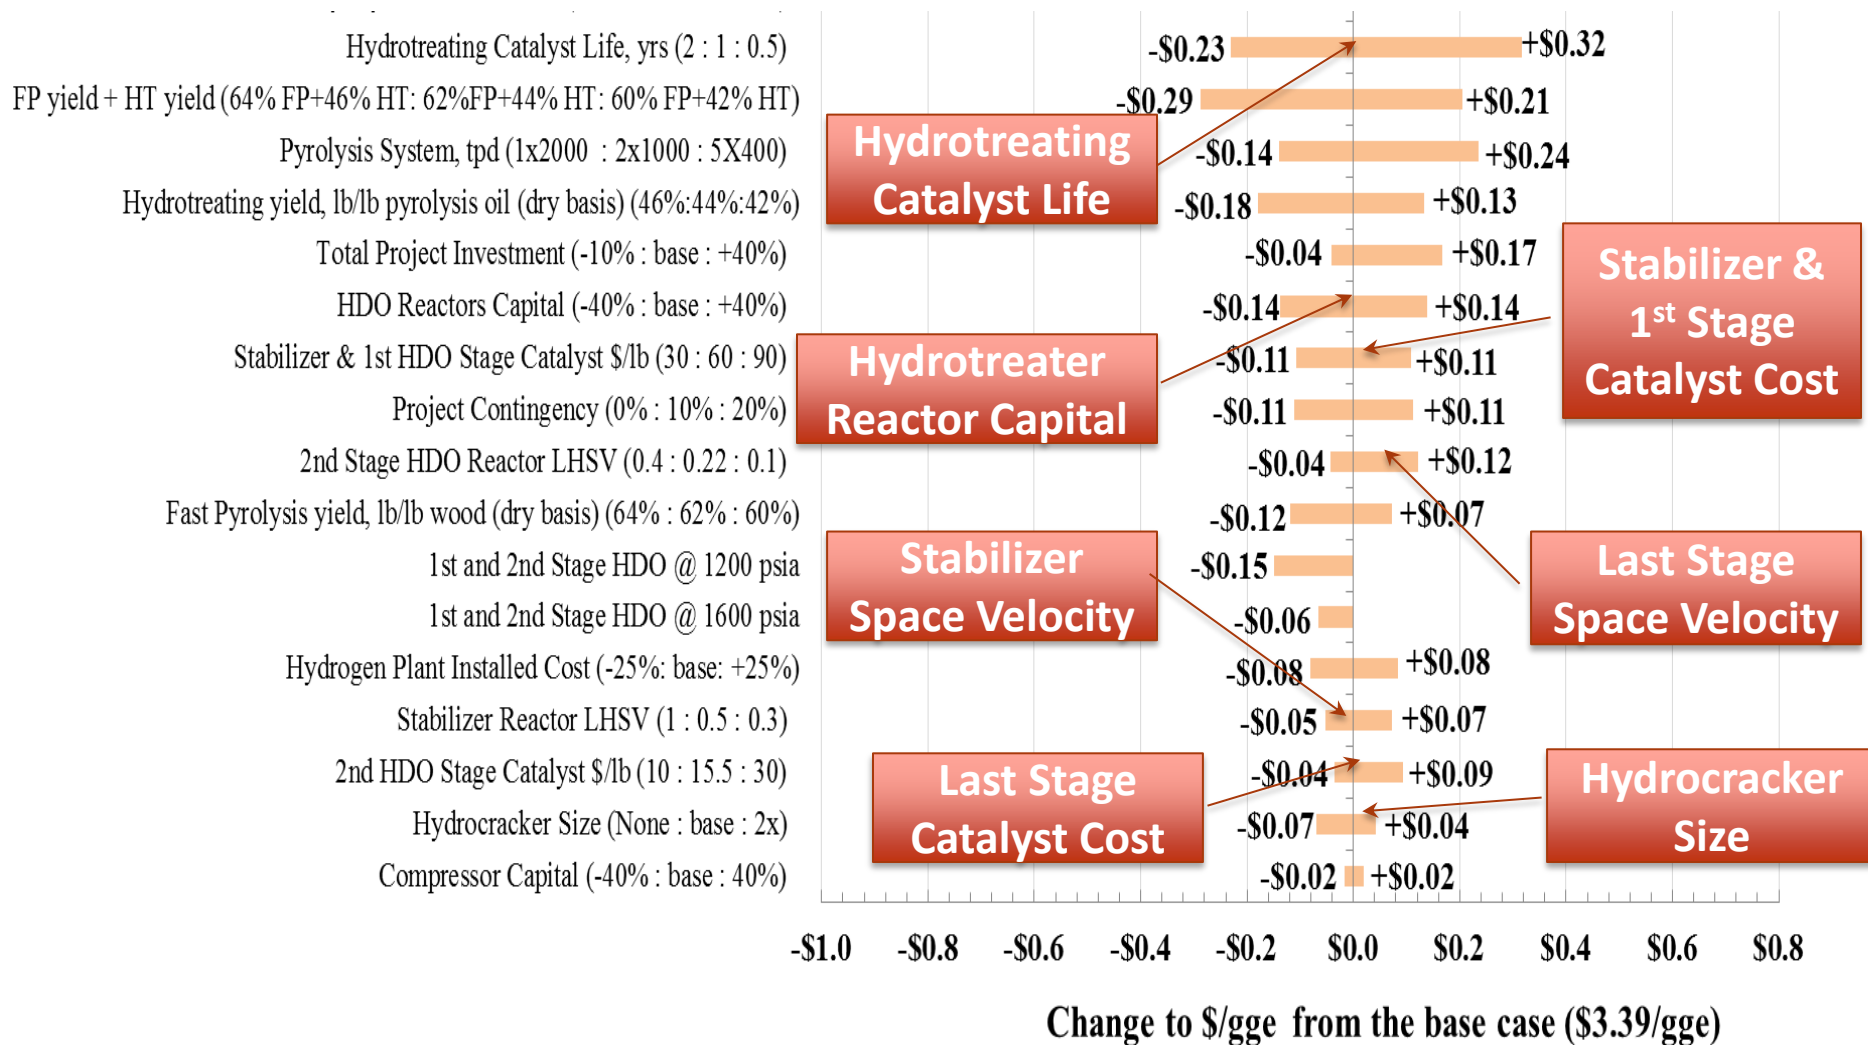 Hydrotreating Catalyst Life, yrs (2 : 1 : 0.5)
-$0.23
+$0.32
FP yield + HT yield (64% FP+46% HT: 62%FP+44% HT: 60% FP+42% HT)
-$0.29
+$0.21
Pyrolysis System, tpd (1x2000 : 2x1000 : 5X400)
-$0.14
+$0.24
Hydrotreating yield, lb/lb pyrolysis oil (dry basis) (46%:44%:42%)
-$0.18
+$0.13
Total Project Investment (-10% : base : +40%)
-$0.04
+$0.17
HDO Reactors Capital (-40% : base : +40%)
-$0.14
+$0.14
Stabilizer & 1st HDO Stage Catalyst $/lb (30 : 60 : 90)
-$0.11
+$0.11
Project Contingency (0% : 10% : 20%)
-$0.11
+$0.11
2nd Stage HDO Reactor LHSV (0.4 : 0.22 : 0.1)
-$0.04
+$0.12
Fast Pyrolysis yield, lb/lb wood (dry basis) (64% : 62% : 60%)
-$0.12
+$0.07
1st and 2nd Stage HDO @ 1200 psia
-$0.15
1st and 2nd Stage HDO @ 1600 psia
-$0.06
Hydrogen Plant Installed Cost (-25%: base: +25%)
-$0.08
+$0.08
Stabilizer Reactor LHSV (1 : 0.5 : 0.3)
-$0.05
+$0.07
2nd HDO Stage Catalyst $/lb (10 : 15.5 : 30)
-$0.04
+$0.09
Hydrocracker Size (None : base : 2x)
-$0.07
+$0.04
Compressor Capital (-40% : base : 40%)
-$0.02
+$0.02
Hydrotreating
Catalyst Life
Stabilizer &
1st Stage
Catalyst Cost
Hydrotreater
Reactor Capital
Stabilizer
Space Velocity
Last Stage
Space Velocity
Last Stage
Catalyst Cost
Hydrocracker
Size
-$1.0 -$0.8 -$0.6 -$0.4 -$0.2 $0.0 $0.2 $0.4 $0.6 $0.8
Change to $/gge from the base case ($3.39/gge)